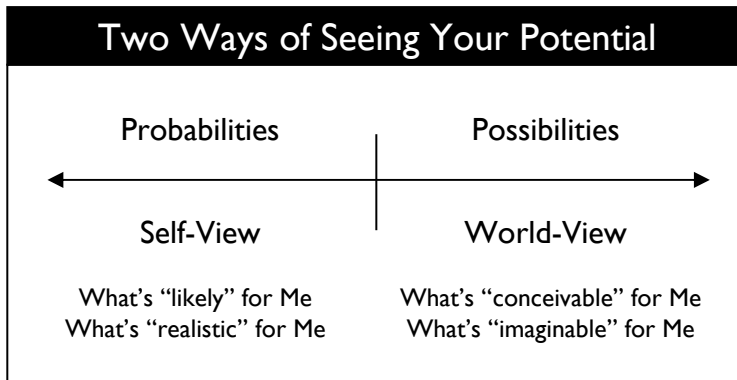 Two Ways of Seeing Your Potential
Probabilities
Possibilities
Self-View
World-View
What's “likely” for Me
What's “realistic” for Me
What's “conceivable” for Me
What's “imaginable” for Me